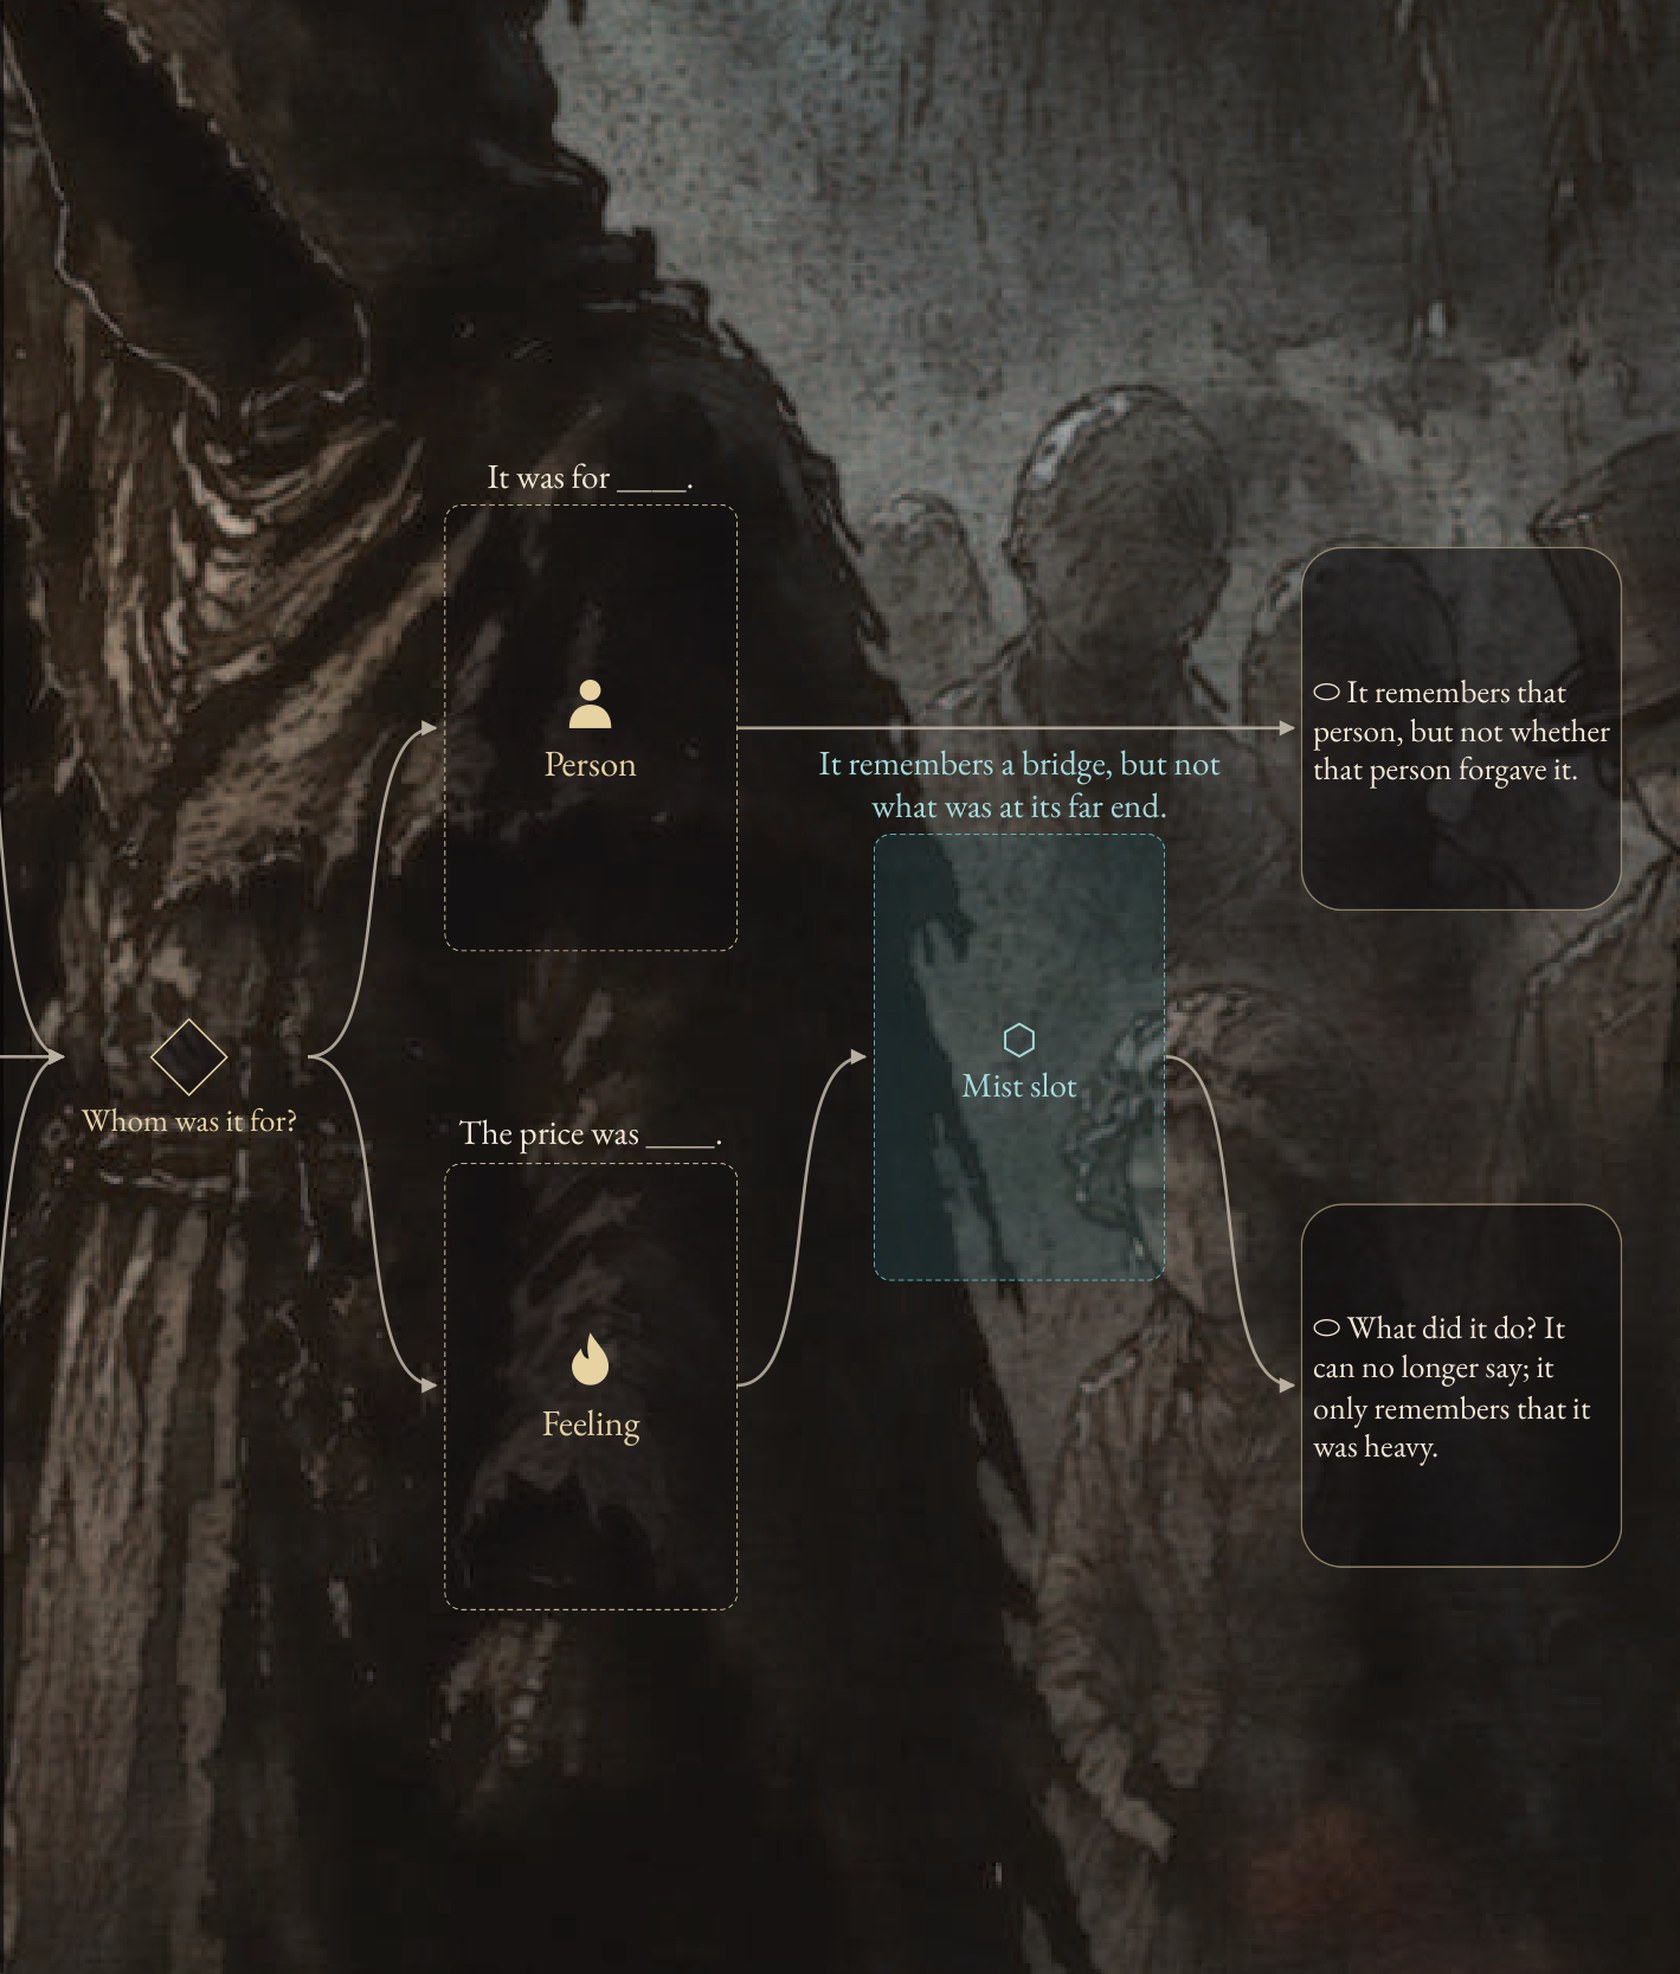 It was for _____.
Person
It remembers that
person, but not whether
that person forgave it.
It remembers a bridge, but not
what was at its far end.
Mist slot
Whom was it for?
The price was _____.
Feeling
What did it do? It
can no longer say; it
only remembers that it
was heavy.